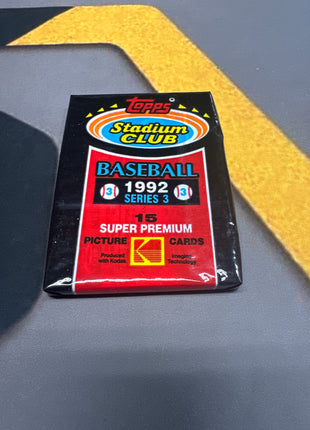 Topps
Stadium
CLUB
BASEBALL
3 1992 3
SERIES 3
15
SUPER PREMIUM
PICTURE CARDS
Produced with Kodak Imaging Technology